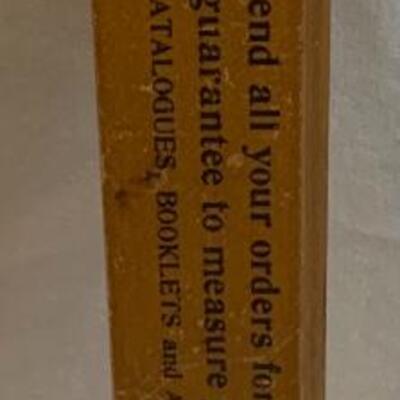 end all your orders for
guarantee to measure
ATALOGUES, BOOKLETS and A